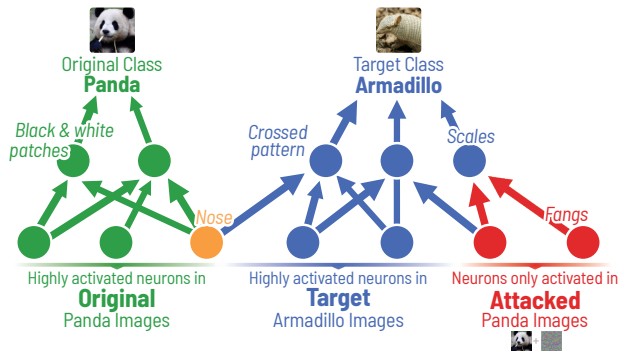 Original Class
Panda
Target Class
Armadillo
Black & white
patches
Crossed
pattern
Scales
Nose
Fangs
Highly activated neurons in
Original
Panda Images
Highly activated neurons in
Target
Armadillo Images
Neurons only activated in
Attacked
Panda Images
+